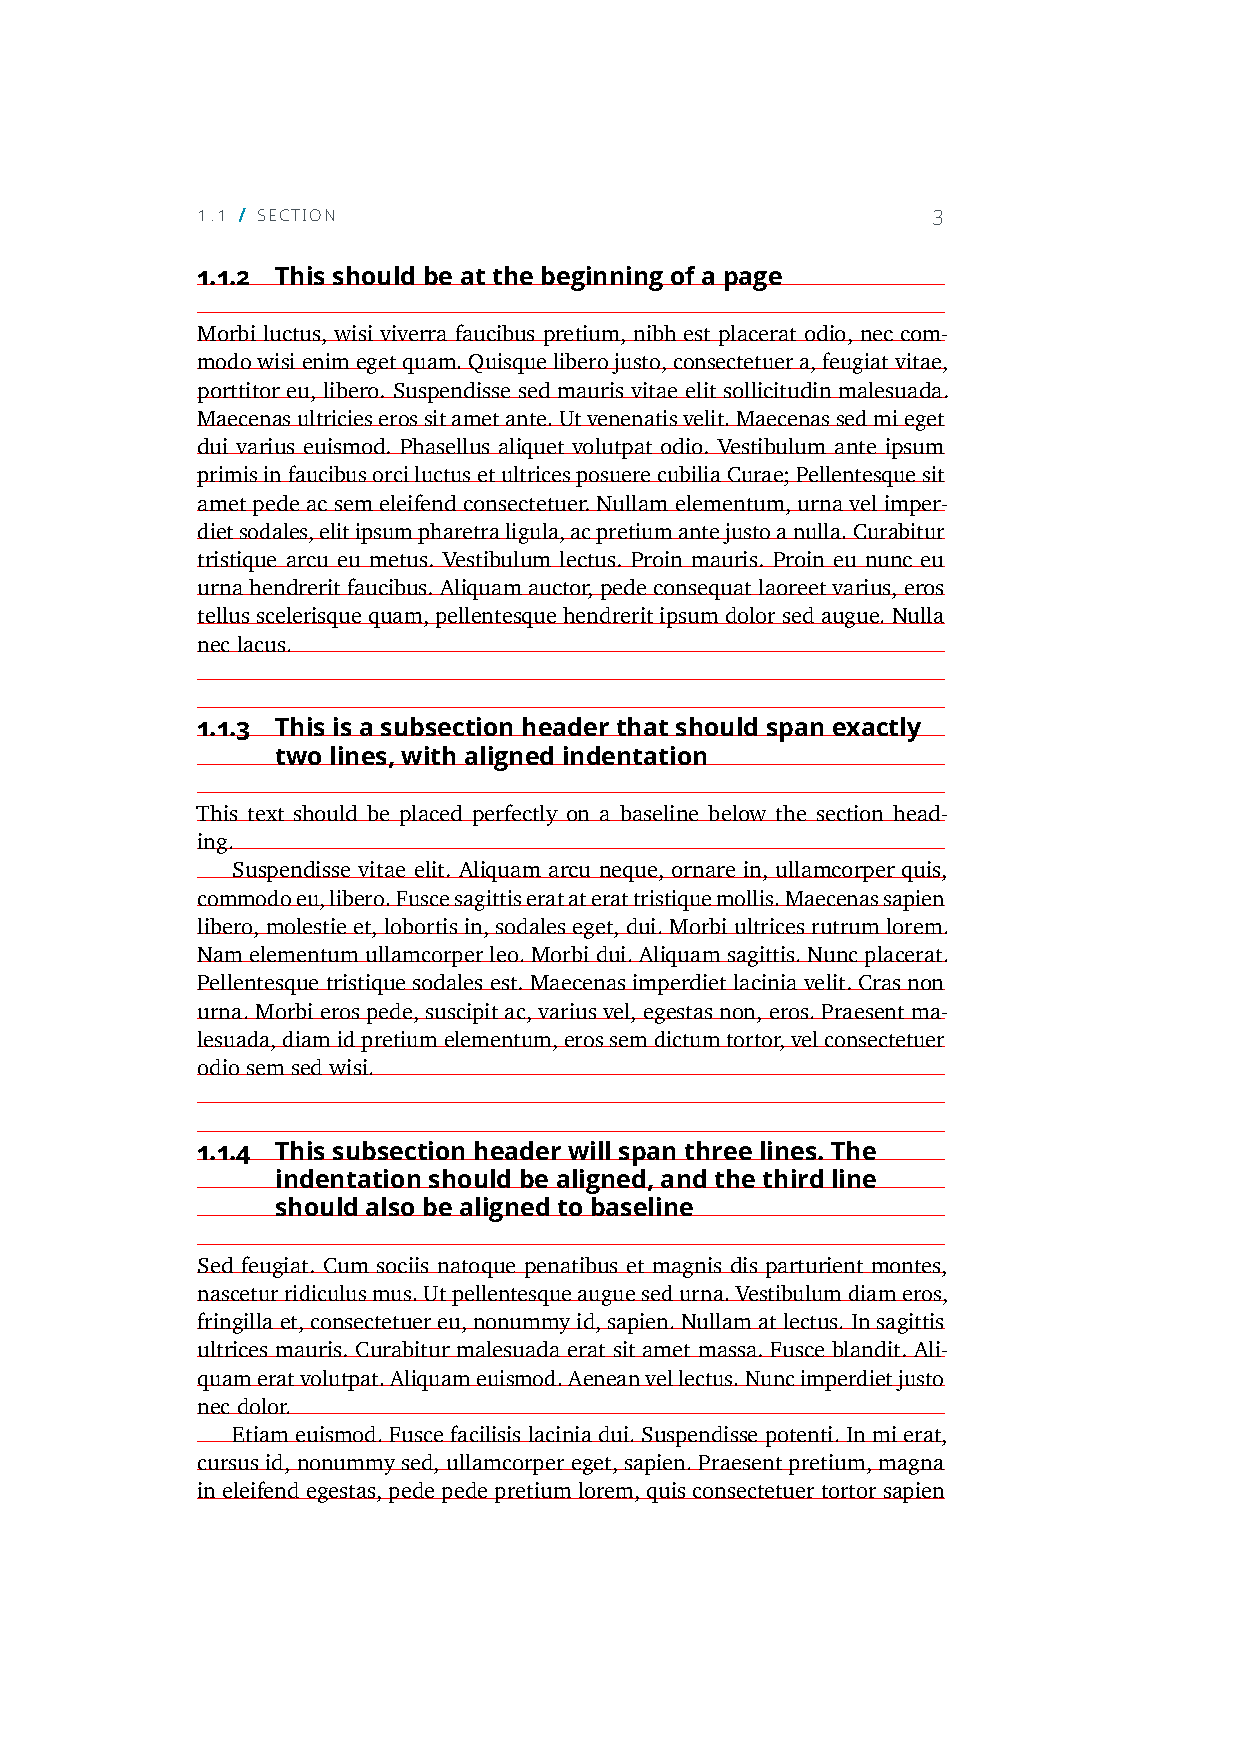 1.1 / SECTION 3
1.1.2 This should be at the beginning of a page
Morbi luctus, wisi viverra faucibus pretium, nibh est placerat odio, nec com-
modo wisi enim eget quam. Quisque libero justo, consectetuer a, feugiat vitae,
porttitor eu, libero. Suspendisse sed mauris vitae elit sollicitudin malesuada.
Maecenas ultricies eros sit amet ante. Ut venenatis velit. Maecenas sed mi eget
dui varius euismod. Phasellus aliquet volutpat odio. Vestibulum ante ipsum
primis in faucibus orci luctus et ultrices posuere cubilia Curae; Pellentesque sit
amet pede ac sem eleifend consectetuer. Nullam elementum, urna vel imper-
diet sodales, elit ipsum pharetra ligula, ac pretium ante justo a nulla. Curabitur
tristique arcu eu metus. Vestibulum lectus. Proin mauris. Proin eu nunc eu
urna hendrerit faucibus. Aliquam auctor, pede consequat laoreet varius, eros
tellus scelerisque quam, pellentesque hendrerit ipsum dolor sed augue. Nulla
nec lacus.
1.1.3 This is a subsection header that should span exactly
two lines, with aligned indentation
This text should be placed perfectly on a baseline below the section head-
ing.
Suspendisse vitae elit. Aliquam arcu neque, ornare in, ullamcorper quis,
commodo eu, libero. Fusce sagittis erat at erat tristique mollis. Maecenas sapien
libero, molestie et, lobortis in, sodales eget, dui. Morbi ultrices rutrum lorem.
Nam elementum ullamcorper leo. Morbi dui. Aliquam sagittis. Nunc placerat.
Pellentesque tristique sodales est. Maecenas imperdiet lacinia velit. Cras non
urna. Morbi eros pede, suscipit ac, varius vel, egestas non, eros. Praesent ma-
lesuada, diam id pretium elementum, eros sem dictum tortor, vel consectetuer
odio sem sed wisi.
1.1.4 This subsection header will span three lines. The
indentation should be aligned, and the third line
should also be aligned to baseline
Sed feugiat. Cum sociis natoque penatibus et magnis dis parturient montes,
nascetur ridiculus mus. Ut pellentesque augue sed urna. Vestibulum diam eros,
fringilla et, consectetuer eu, nonummy id, sapien. Nullam at lectus. In sagittis
ultrices mauris. Curabitur malesuada erat sit amet massa. Fusce blandit. Ali-
quam erat volutpat. Aliquam euismod. Aenean vel lectus. Nunc imperdiet justo
nec dolor.
Etiam euismod. Fusce facilisis lacinia dui. Suspendisse potenti. In mi erat,
cursus id, nonummy sed, ullamcorper eget, sapien. Praesent pretium, magna
in eleifend egestas, pede pede pretium lorem, quis consectetuer tortor sapien